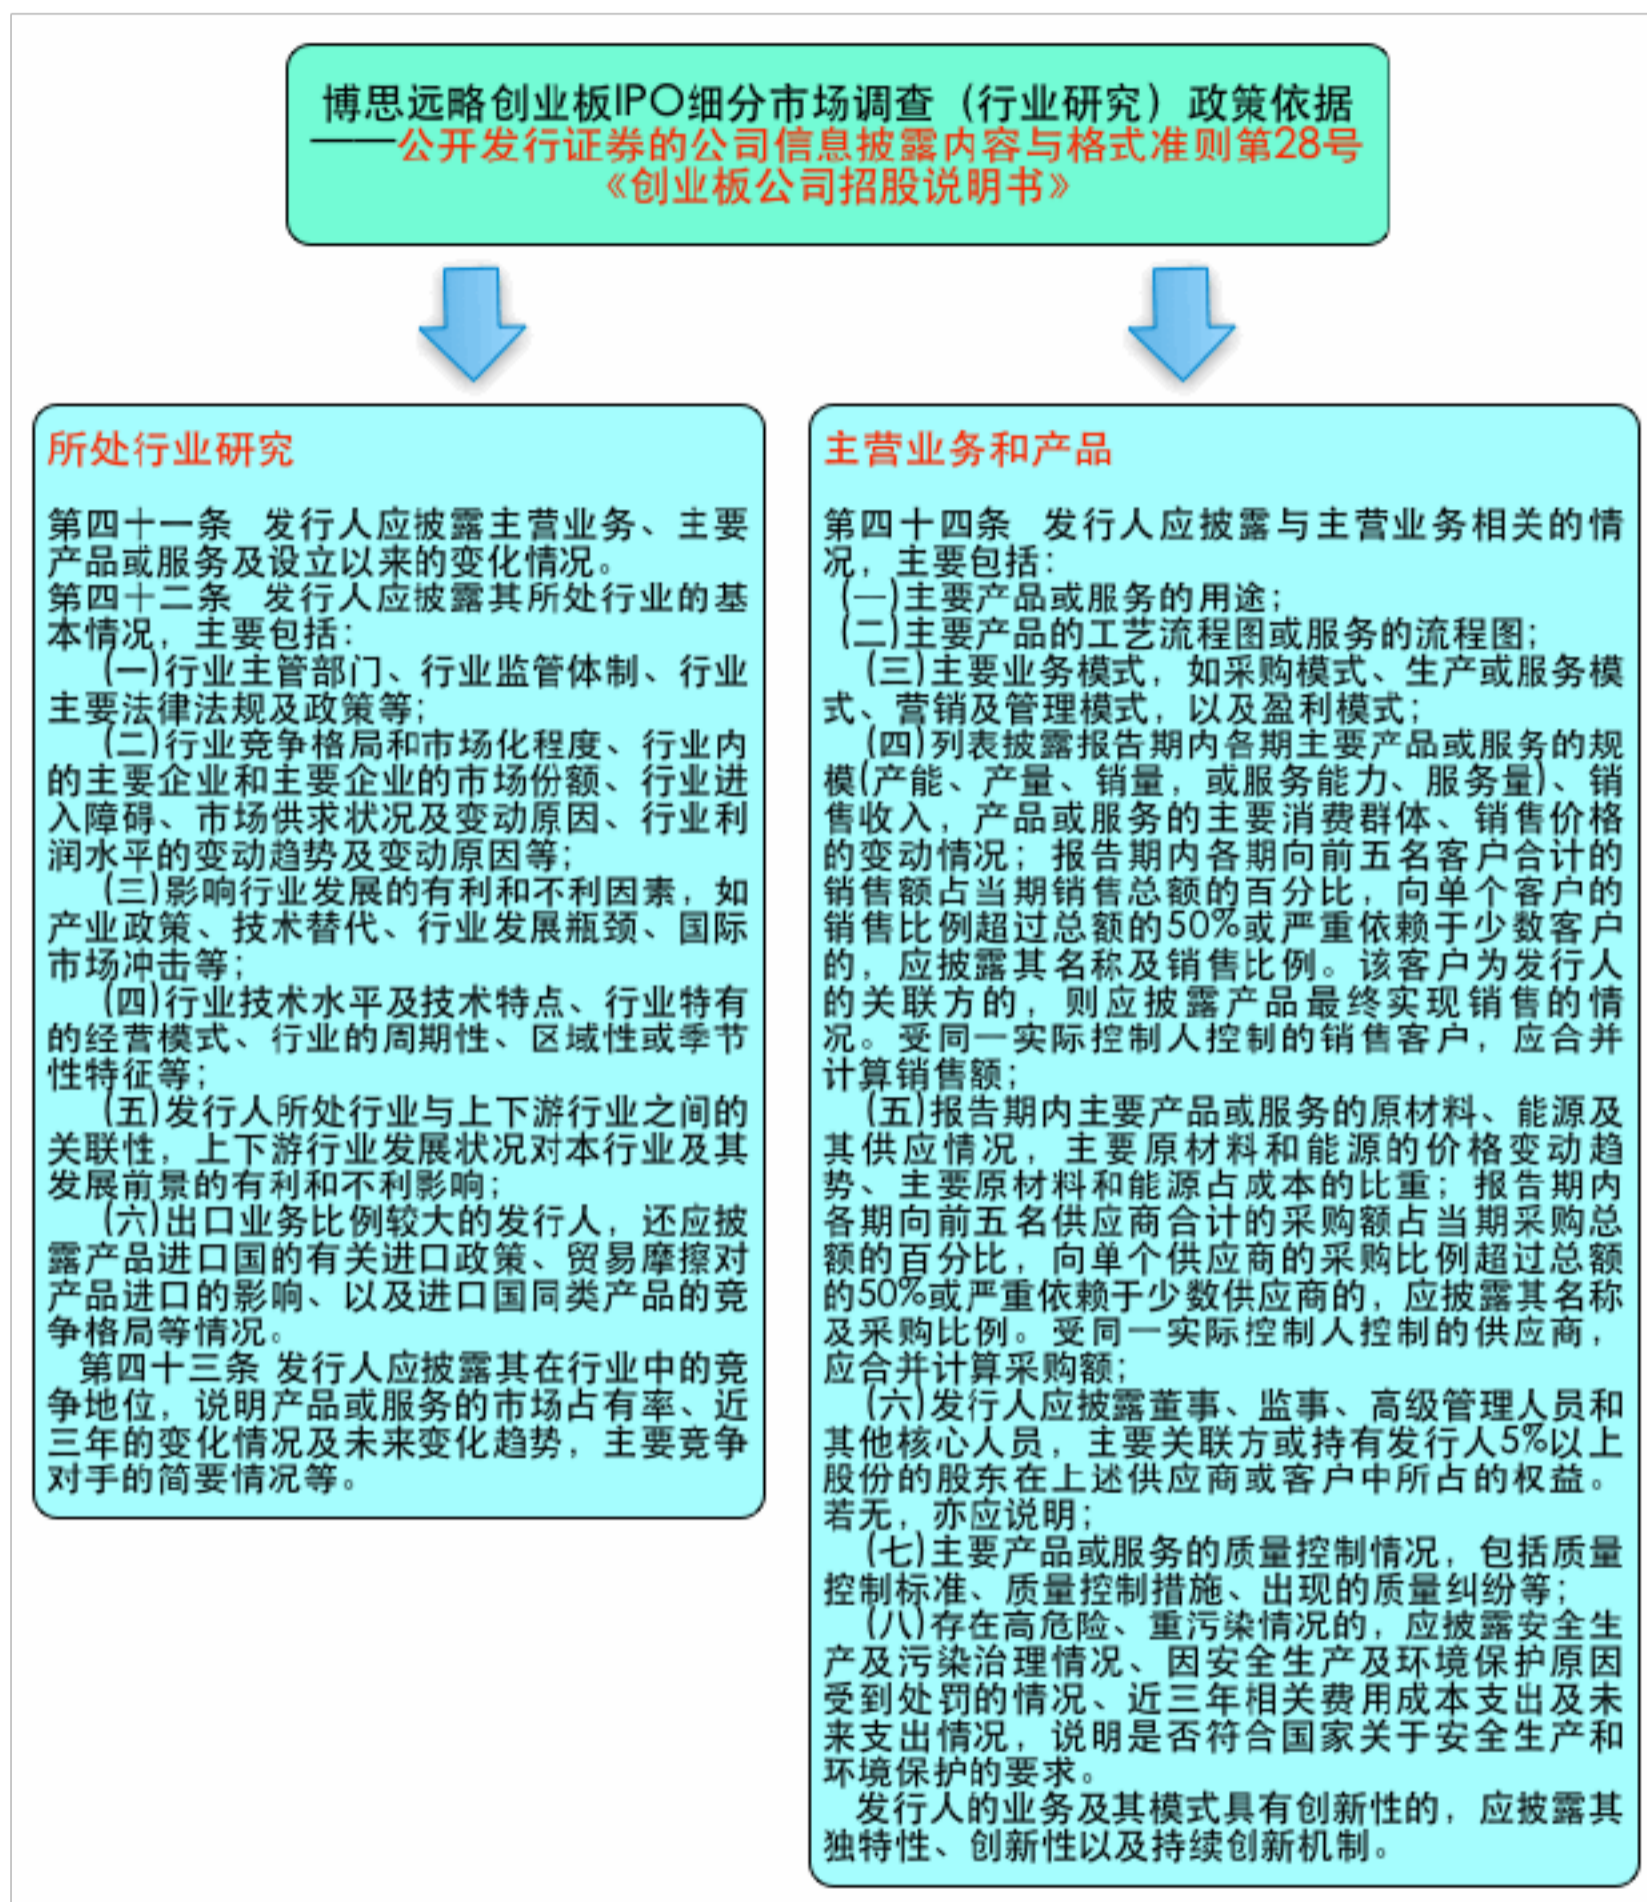 博思远略创业板IPO细分市场调查（行业研究）政策依据
——公开发行证券的公司信息披露内容与格式准则第28号
《创业板公司招股说明书》
所处行业研究
第四十一条 发行人应披露主营业务、主要
产品或服务及设立以来的变化情况。
第四十二条 发行人应披露其所处行业的基
本情况，主要包括：
(一)行业主管部门、行业监管体制、行业
主要法律法规及政策等；
(二)行业竞争格局和市场化程度、行业内
的主要企业和主要企业的市场份额、行业进
入障碍、市场供求状况及变动原因、行业利
润水平的变动趋势及变动原因等；
(三)影响行业发展的有利和不利因素，如
产业政策、技术替代、行业发展瓶颈、国际
市场冲击等；
(四)行业技术水平及技术特点、行业特有
的经营模式、行业的周期性、区域性或季节
性特征等；
(五)发行人所处行业与上下游行业之间的
关联性，上下游行业发展状况对本行业及其
发展前景的有利和不利影响；
(六)出口业务比例较大的发行人，还应披
露产品进口国的有关进口政策、贸易摩擦对
产品进口的影响、以及进口国同类产品的竞
争格局等情况。
第四十三条 发行人应披露其在行业中的竞
争地位，说明产品或服务的市场占有率、近
三年的变化情况及未来变化趋势，主要竞争
对手的简要情况等。
主营业务和产品
第四十四条 发行人应披露与主营业务相关的情
况，主要包括：
(一)主要产品或服务的用途；
(二)主要产品的工艺流程图或服务的流程图；
(三)主要业务模式，如采购模式、生产或服务模
式、营销及管理模式，以及盈利模式；
(四)列表披露报告期内各期主要产品或服务的规
模(产能、产量、销量，或服务能力、服务量)、销
售收入，产品或服务的主要消费群体、销售价格
的变动情况；报告期内各期向前五名客户合计的
销售额占当期销售总额的百分比，向单个客户的
销售比例超过总额的50%或严重依赖于少数客户
的，应披露其名称及销售比例。该客户为发行人
的关联方的，则应披露产品最终实现销售的情
况。受同一实际控制人控制的销售客户，应合并
计算销售额；
(五)报告期内主要产品或服务的原材料、能源及
其供应情况，主要原材料和能源的价格变动趋
势、主要原材料和能源占成本的比重；报告期内
各期向前五名供应商合计的采购额占当期采购总
额的百分比，向单个供应商的采购比例超过总额
的50%或严重依赖于少数供应商的，应披露其名称
及采购比例。受同一实际控制人控制的供应商，
应合并计算采购额；
(六)发行人应披露董事、监事、高级管理人员和
其他核心人员，主要关联方或持有发行人5%以上
股份的股东在上述供应商或客户中所占的权益。
若无，亦应说明；
(七)主要产品或服务的质量控制情况，包括质量
控制标准、质量控制措施、出现的质量纠纷等；
(八)存在高危险、重污染情况的，应披露安全生
产及污染治理情况、因安全生产及环境保护原因
受到处罚的情况、近三年相关费用成本支出及未
来支出情况，说明是否符合国家关于安全生产和
环境保护的要求。
发行人的业务及其模式具有创新性的，应披露其
独特性、创新性以及持续创新机制。